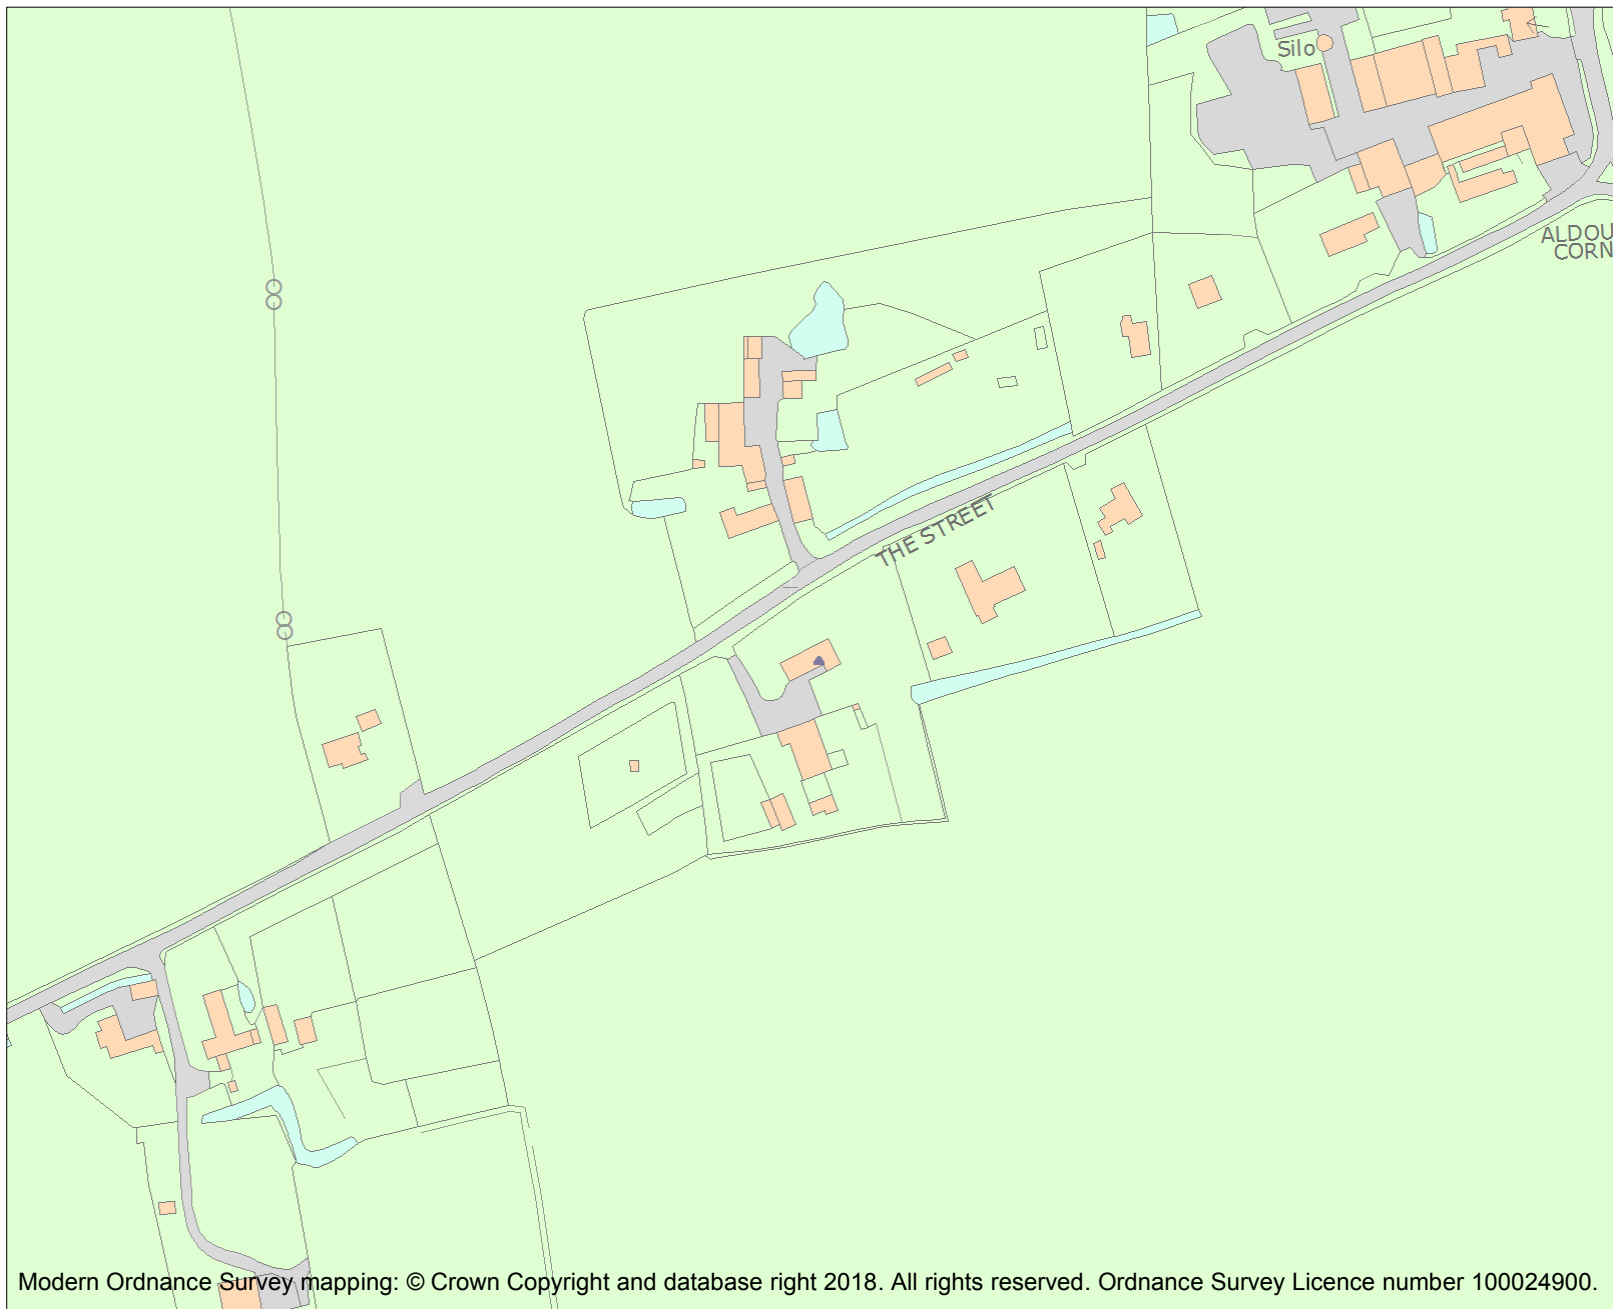 Silo
ALDOU
CORN
THE STREET
Modern Ordnance Survey mapping: © Crown Copyright and database right 2018. All rights reserved. Ordnance Survey Licence number 100024900.